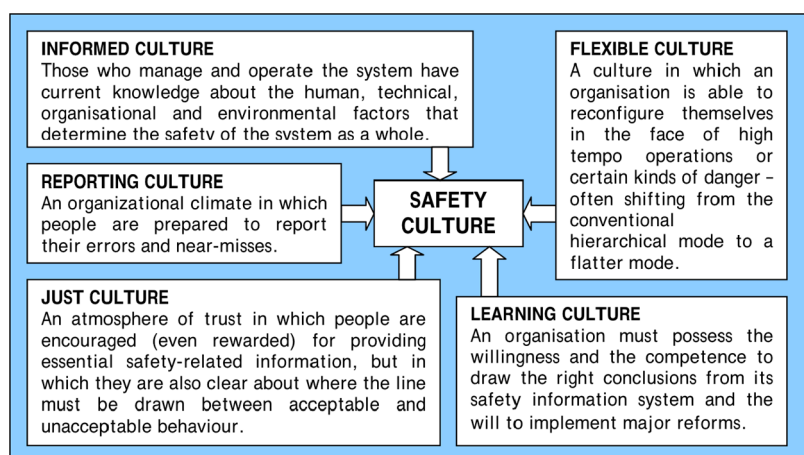 INFORMED CULTURE
Those who manage and operate the system have
current knowledge about the human, technical,
organisational and environmental factors that
determine the safety of the system as a whole.
REPORTING CULTURE
An organizational climate in which
people are prepared to report
their errors and near-misses.
JUST CULTURE
An atmosphere of trust in which people are
encouraged (even rewarded) for providing
essential safety-related information, but in
which they are also clear about where the line
must be drawn between acceptable and
unacceptable behaviour.
SAFETY
CULTURE
FLEXIBLE CULTURE
A culture in which an
organisation is able to
reconfigure themselves
in the face of high
tempo operations or
certain kinds of danger –
often shifting from the
conventional
hierarchical mode to a
flatter mode.
LEARNING CULTURE
An organisation must possess the
willingness and the competence to
draw the right conclusions from its
safety information system and the
will to implement major reforms.